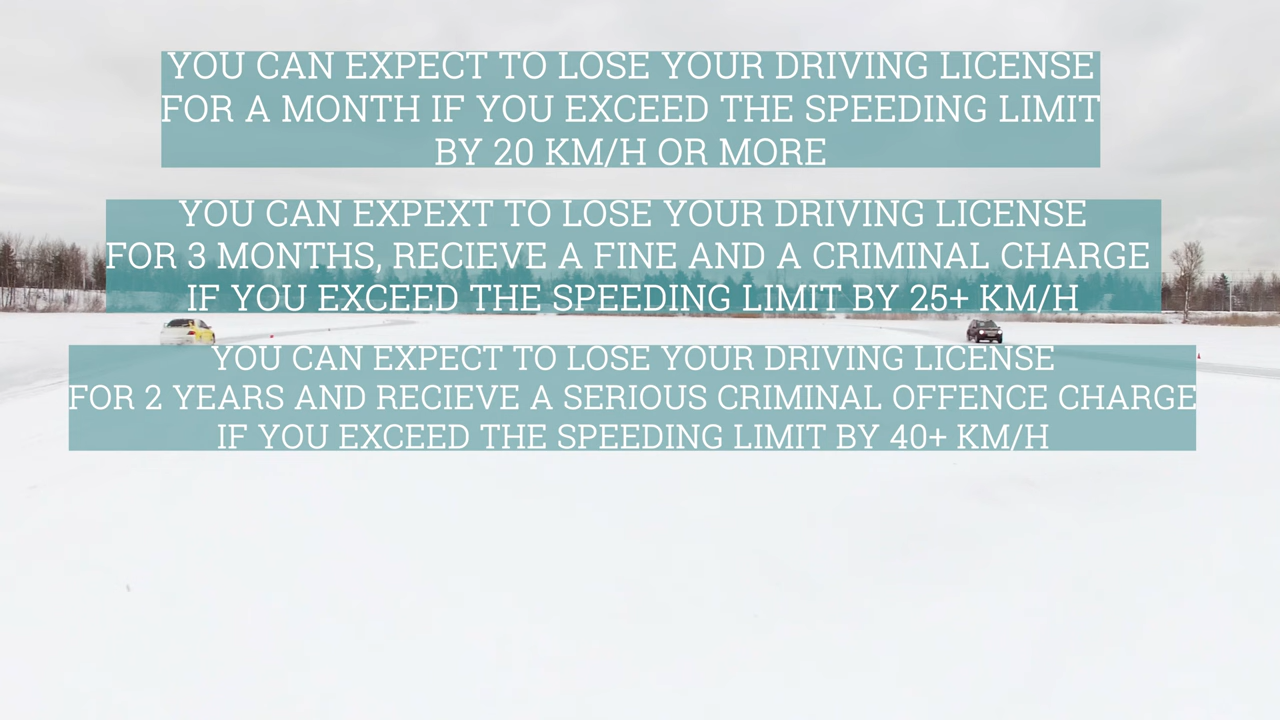 YOU CAN EXPECT TO LOSE YOUR DRIVING LICENSE
FOR A MONTH IF YOU EXCEED THE SPEEDING LIMIT
BY 20 KM/H OR MORE
YOU CAN EXPEXT TO LOSE YOUR DRIVING LICENSE
FOR 3 MONTHS, RECIEVE A FINE AND A CRIMINAL CHARGE
IF YOU EXCEED THE SPEEDING LIMIT BY 25+ KM/H
YOU CAN EXPECT TO LOSE YOUR DRIVING LICENSE
FOR 2 YEARS AND RECIEVE A SERIOUS CRIMINAL OFFENCE CHARGE
IF YOU EXCEED THE SPEEDING LIMIT BY 40+ KM/H